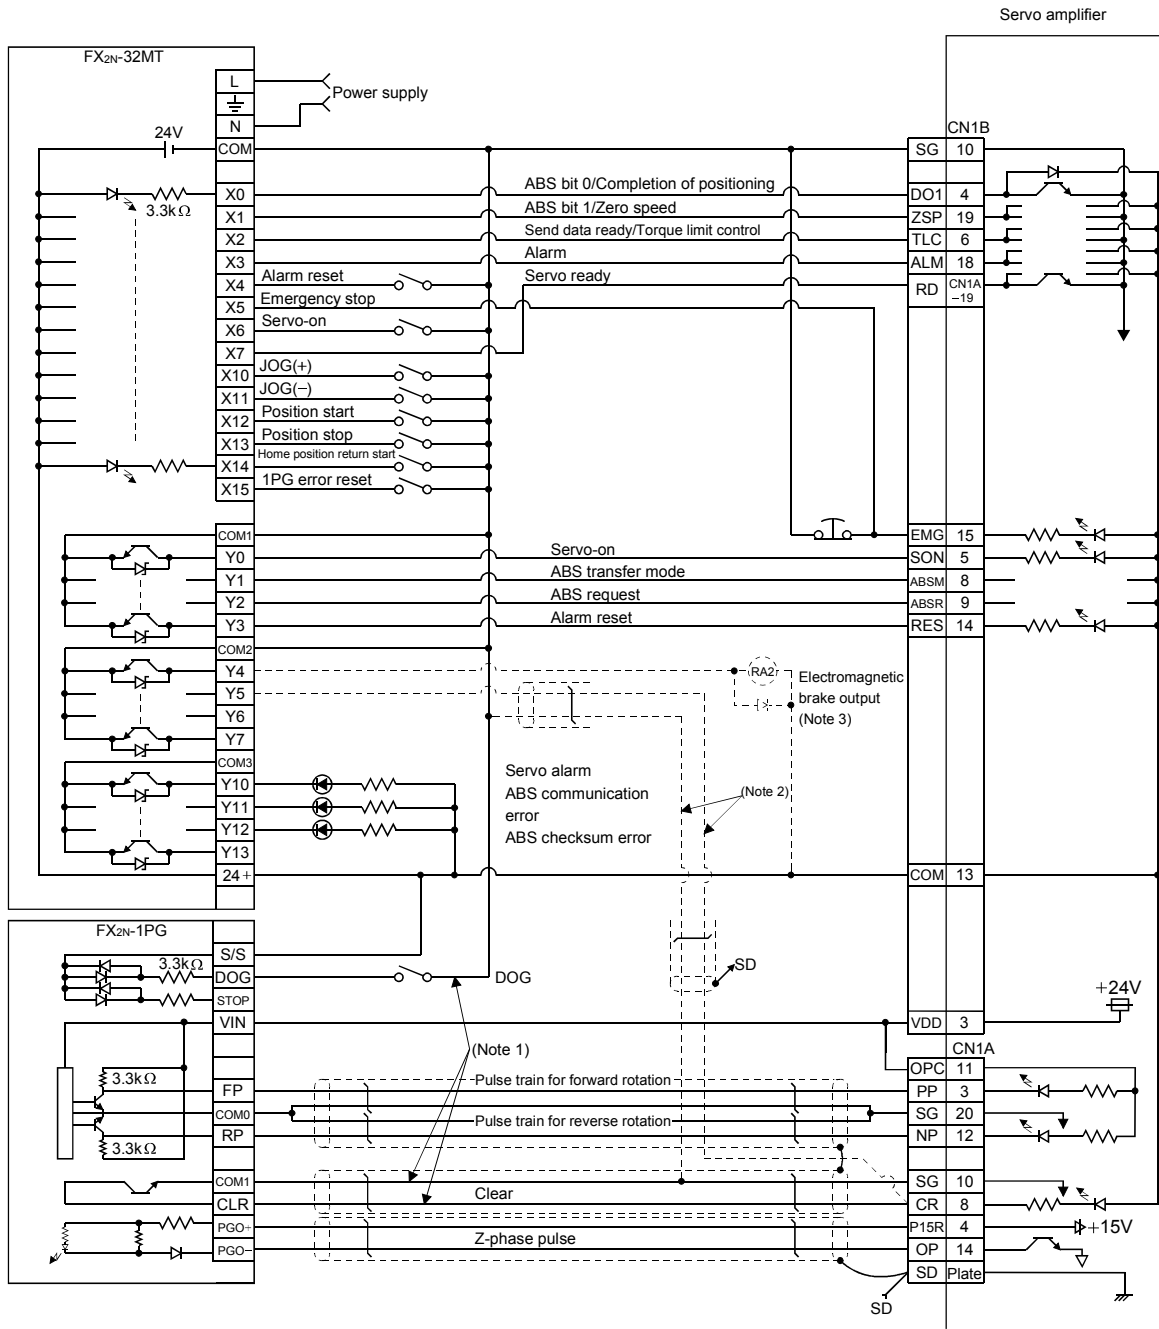 Servo amplifier
FX2N-32MT
L
Power supply
N
24V
COM
CN1B
SG 10
X0
3.3kΩ
ABS bit 0/Completion of positioning
DO1 4
X1
ABS bit 1/Zero speed
ZSP 19
X2
Send data ready/Torque limit control
TLC 6
X3
Alarm
ALM 18
X4
Alarm reset
Servo ready
RD CN1A
–19
X5
Emergency stop
X6
Servo-on
X7
X10
JOG(+)
X11
JOG(–)
X12
Position start
X13
Position stop
X14
Home position return start
X15
1PG error reset
COM1
EMG 15
Y0
Servo-on
SON 5
Y1
ABS transfer mode
ABSM 8
Y2
ABS request
ABSR 9
Y3
Alarm reset
RES 14
COM2
Y4
RA2
Electromagnetic
brake output
(Note 3)
Y5
Y6
Y7
COM3
Y10
Y11
Y12
Y13
Servo alarm
ABS communication
error
ABS checksum error
(Note 2)
24+
COM 13
FX2N-1PG
S/S
3.3kΩ
DOG
DOG
STOP
SD
+24V
VIN
VDD 3
(Note 1)
CN1A
OPC 11
3.3kΩ
FP
Pulse train for forward rotation
PP 3
COM0
SG 20
Pulse train for reverse rotation
RP
NP 12
3.3kΩ
COM1
SG 10
CLR
Clear
CR 8
PGO+
P15R 4
+15V
Z-phase pulse
PGO–
OP 14
SD Plate
SD